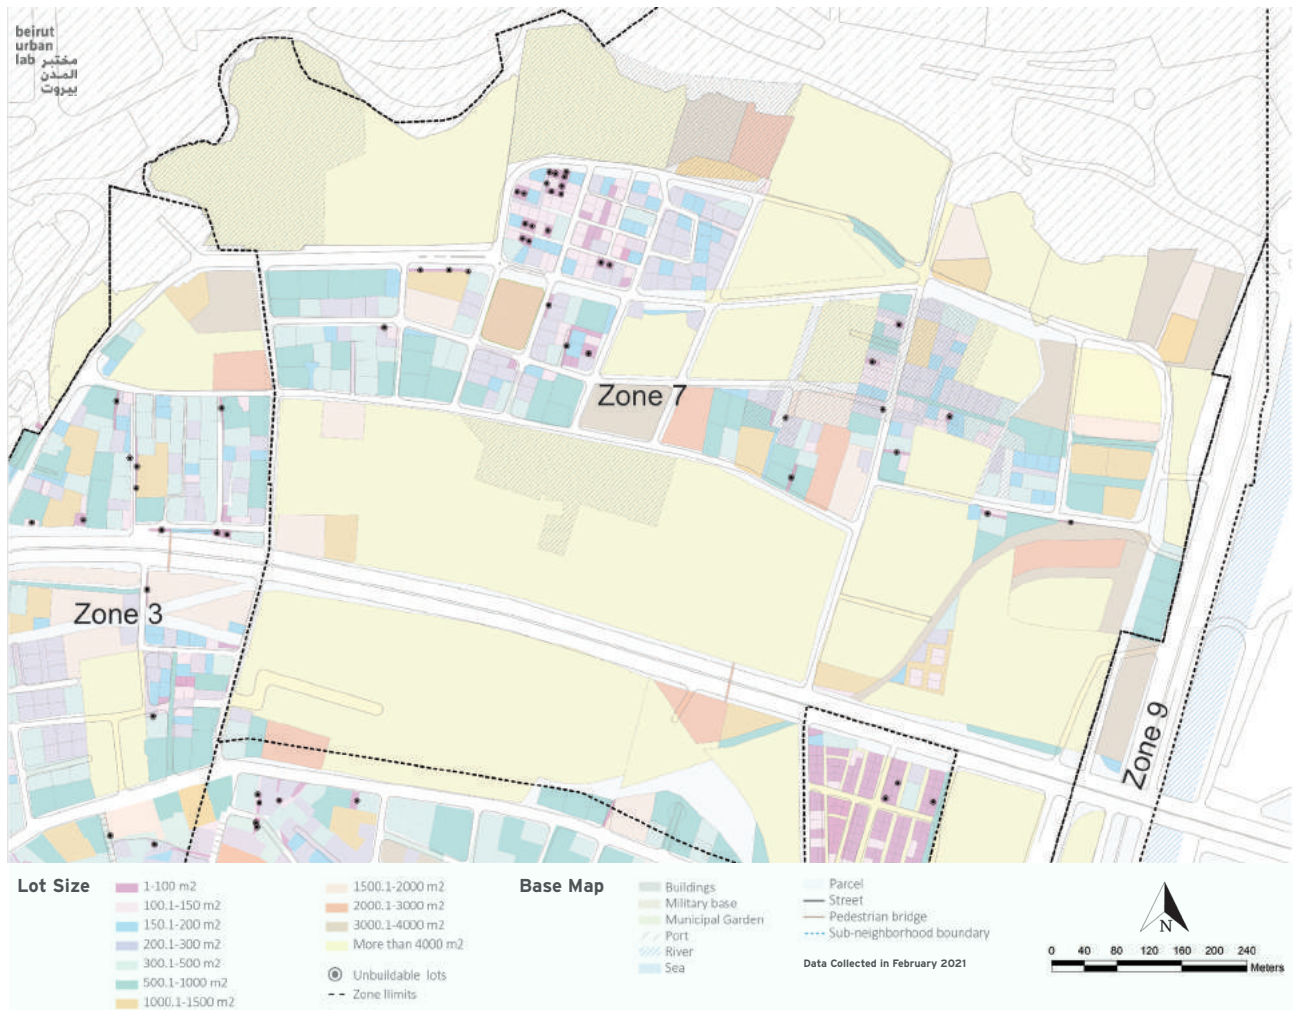 beirut
urban
lab مختبر
المدن
بيروت
Zone 7
Zone 3
Zone 9
Lot Size
1-100 m2
100.1-150 m2
150.1-200 m2
200.1-300 m2
300.1-500 m2
500.1-1000 m2
1000.1-1500 m2
1500.1-2000 m2
2000.1-3000 m2
3000.1-4000 m2
More than 4000 m2
Unbuildable lots
Zone llimits
Base Map
Buildings
Military base
Municipal Garden
Port
River
Sea
Parcel
Street
Pedestrian bridge
Sub-neighborhood boundary
Data Collected in February 2021
N
0 40 80 120 160 200 240
Meters